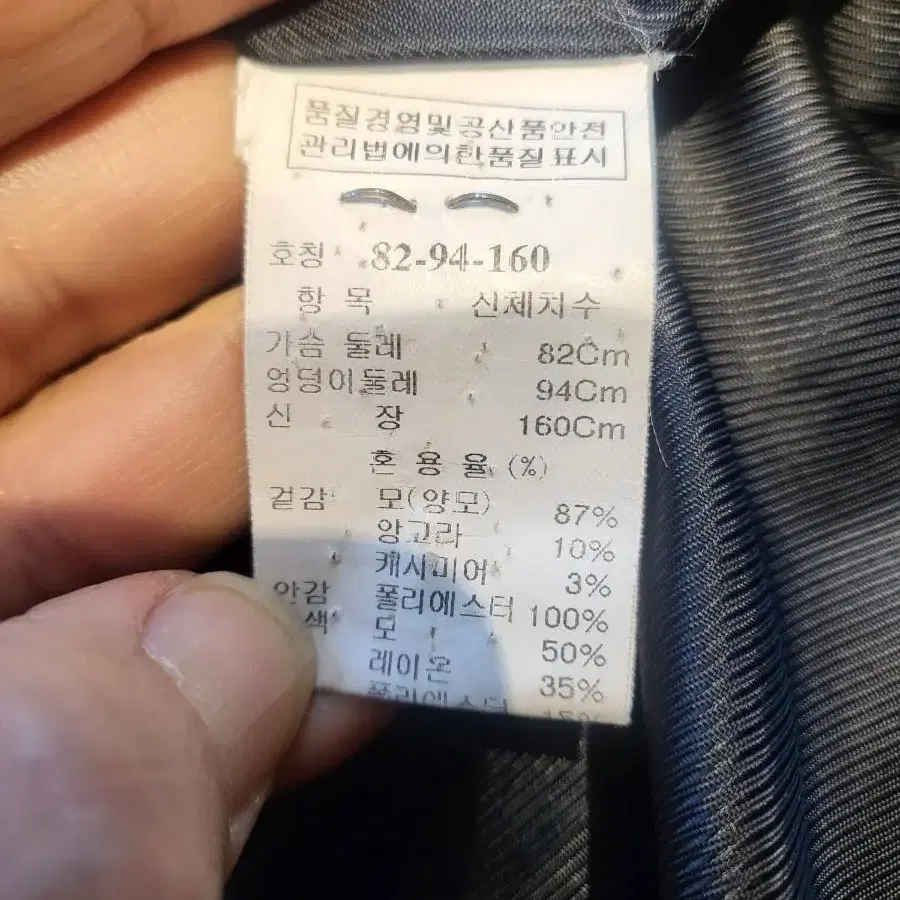 품질경영및공산품안전
관리법에의한품질표시
호칭 82-94-160
항 목 신체치수
가슴 둘레 82Cm
엉덩이둘레 94Cm
신 장 160Cm
혼 용 율 (%)
겉감 모(양모) 87%
앙고라 10%
캐시미어 3%
안감 폴리에스터 100%
색 모 50%
레이온 35%
폴리에스터 15%